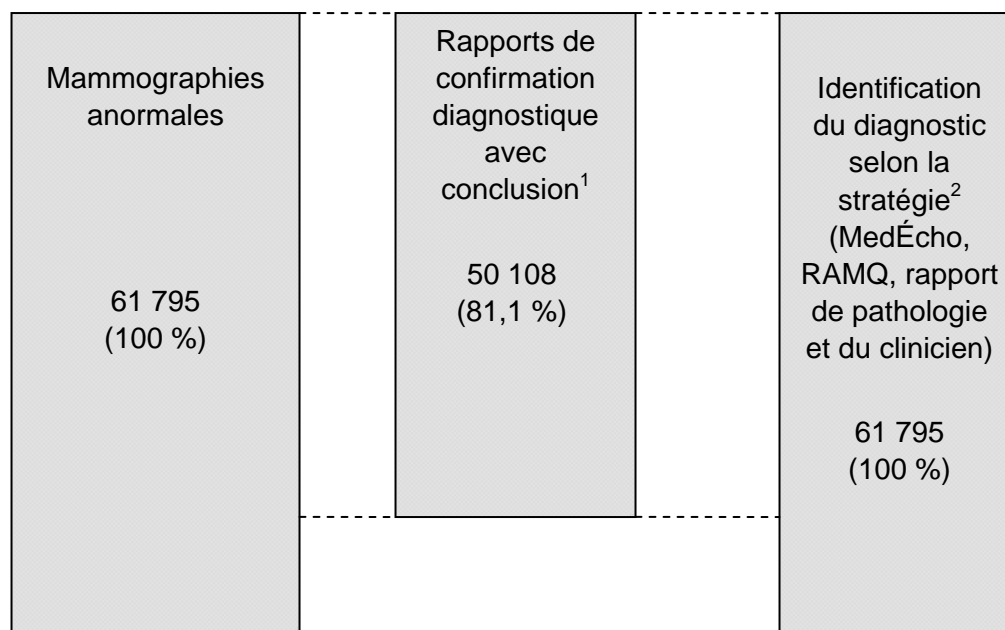 Mammographies
anormales
61 795
(100 %)
Rapports de
confirmation
diagnostique
avec
conclusion¹
50 108
(81,1 %)
Identification
du diagnostic
selon la
stratégie²
(MedÉcho,
RAMQ, rapport
de pathologie
et du clinicien)
61 795
(100 %)